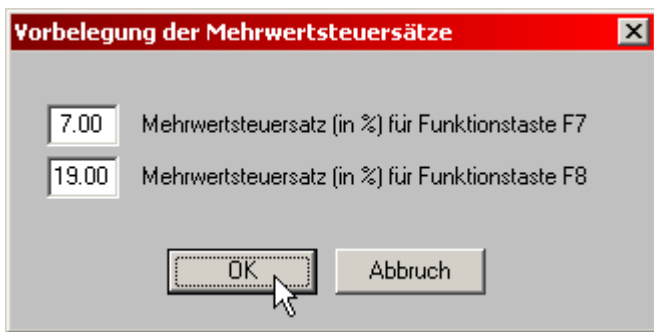 Vorbelegung der Mehrwertsteuersätze
7.00 Mehrwertsteuersatz (in %) für Funktionstaste F7
19.00 Mehrwertsteuersatz (in %) für Funktionstaste F8
OK Abbruch